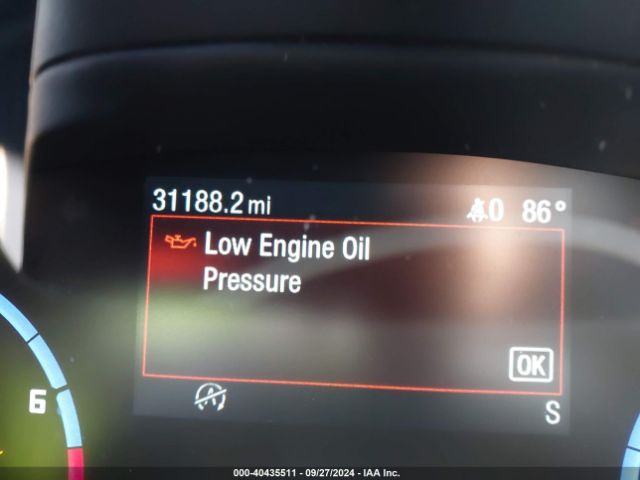 31188.2 mi
0 86°
Low Engine Oil
Pressure
OK
6
A
S
000-40435511 - 09/27/2024 - IAA Inc.